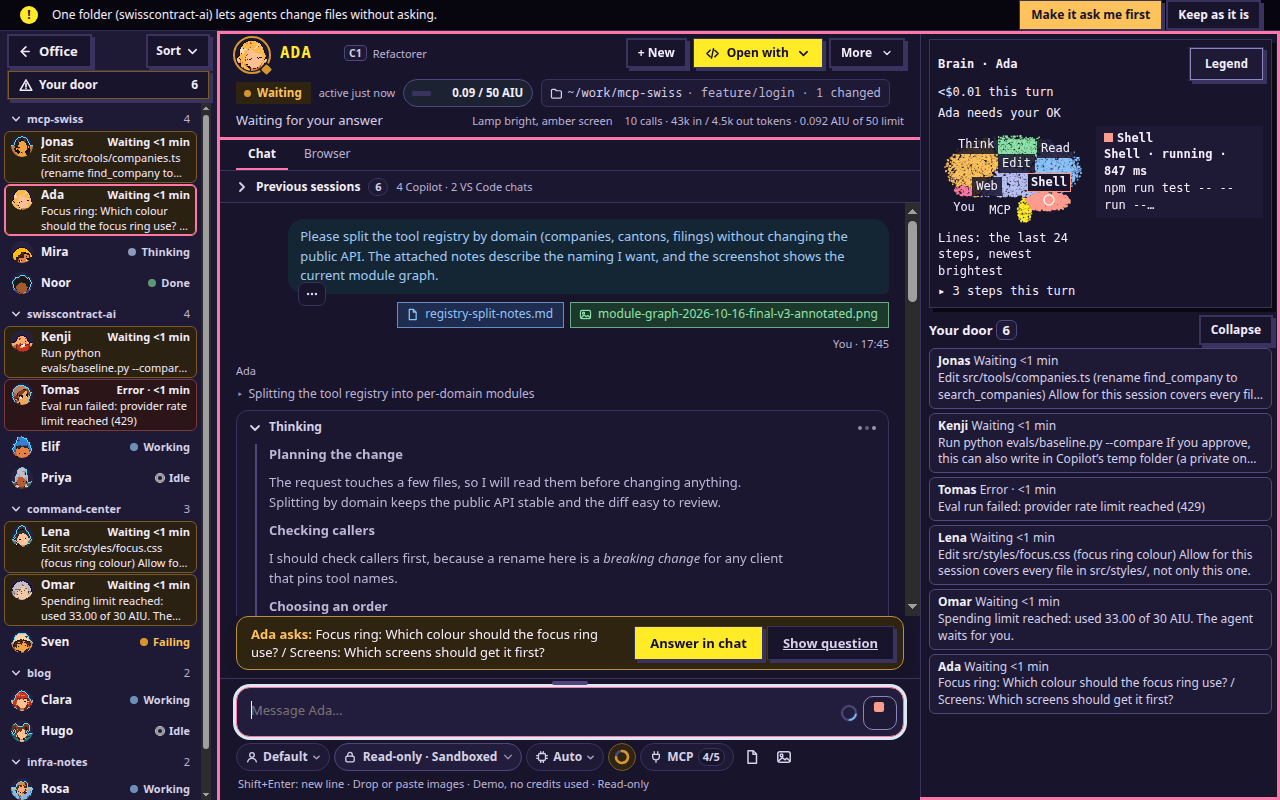 One folder (swisscontract-ai) lets agents change files without asking.
Make it ask me first
Keep as it is
Office
Sort
Your door 6
mcp-swiss 4
Jonas Waiting <1 min
Edit src/tools/companies.ts
(rename find_company to...
Ada Waiting <1 min
Focus ring: Which colour
should the focus ring use? ...
Mira Thinking
Noor Done
swisscontract-ai 4
Kenji Waiting <1 min
Run python
evals/baseline.py --compar...
Tomas Error · <1 min
Eval run failed: provider rate
limit reached (429)
Elif Working
Priya Idle
command-center 3
Lena Waiting <1 min
Edit src/styles/focus.css
(focus ring colour) Allow fo...
Omar Waiting <1 min
Spending limit reached:
used 33.00 of 30 AIU. The...
Sven Failing
blog 2
Clara Working
Hugo Idle
infra-notes 2
Rosa Working
ADA
C1 Refactorer
+ New
Open with
More
Waiting
active just now
0.09 / 50 AIU
~/work/mcp-swiss · feature/login · 1 changed
Waiting for your answer
Lamp bright, amber screen 10 calls · 43k in / 4.5k out tokens · 0.092 AIU of 50 limit
Chat
Browser
Previous sessions 6 4 Copilot · 2 VS Code chats
Please split the tool registry by domain (companies, cantons, filings) without changing the
public API. The attached notes describe the naming I want, and the screenshot shows the
current module graph.
registry-split-notes.md
module-graph-2026-10-16-final-v3-annotated.png
You · 17:45
Ada
Splitting the tool registry into per-domain modules
Thinking
Planning the change
The request touches a few files, so I will read them before changing anything.
Splitting by domain keeps the public API stable and the diff easy to review.
Checking callers
I should check callers first, because a rename here is a breaking change for any client
that pins tool names.
Choosing an order
Ada asks: Focus ring: Which colour should the focus ring
use? / Screens: Which screens should get it first?
Answer in chat
Show question
Message Ada...
Default
Read-only · Sandboxed
Auto
MCP 4/5
Shift+Enter: new line · Drop or paste images · Demo, no credits used · Read-only
Brain · Ada
Legend
<$0.01 this turn
Ada needs your OK
Think
Read
Edit
Web
Shell
You
MCP
Shell
Shell · running ·
847 ms
npm run test -- --
run --…
Lines: the last 24
steps, newest
brightest
▸ 3 steps this turn
Your door 6
Collapse
Jonas Waiting <1 min
Edit src/tools/companies.ts (rename find_company to
search_companies) Allow for this session covers every fil...
Kenji Waiting <1 min
Run python evals/baseline.py --compare If you approve,
this can also write in Copilot's temp folder (a private on...
Tomas Error · <1 min
Eval run failed: provider rate limit reached (429)
Lena Waiting <1 min
Edit src/styles/focus.css (focus ring colour) Allow for this
session covers every file in src/styles/, not only this one.
Omar Waiting <1 min
Spending limit reached: used 33.00 of 30 AIU. The agent
waits for you.
Ada Waiting <1 min
Focus ring: Which colour should the focus ring use? /
Screens: Which screens should get it first?